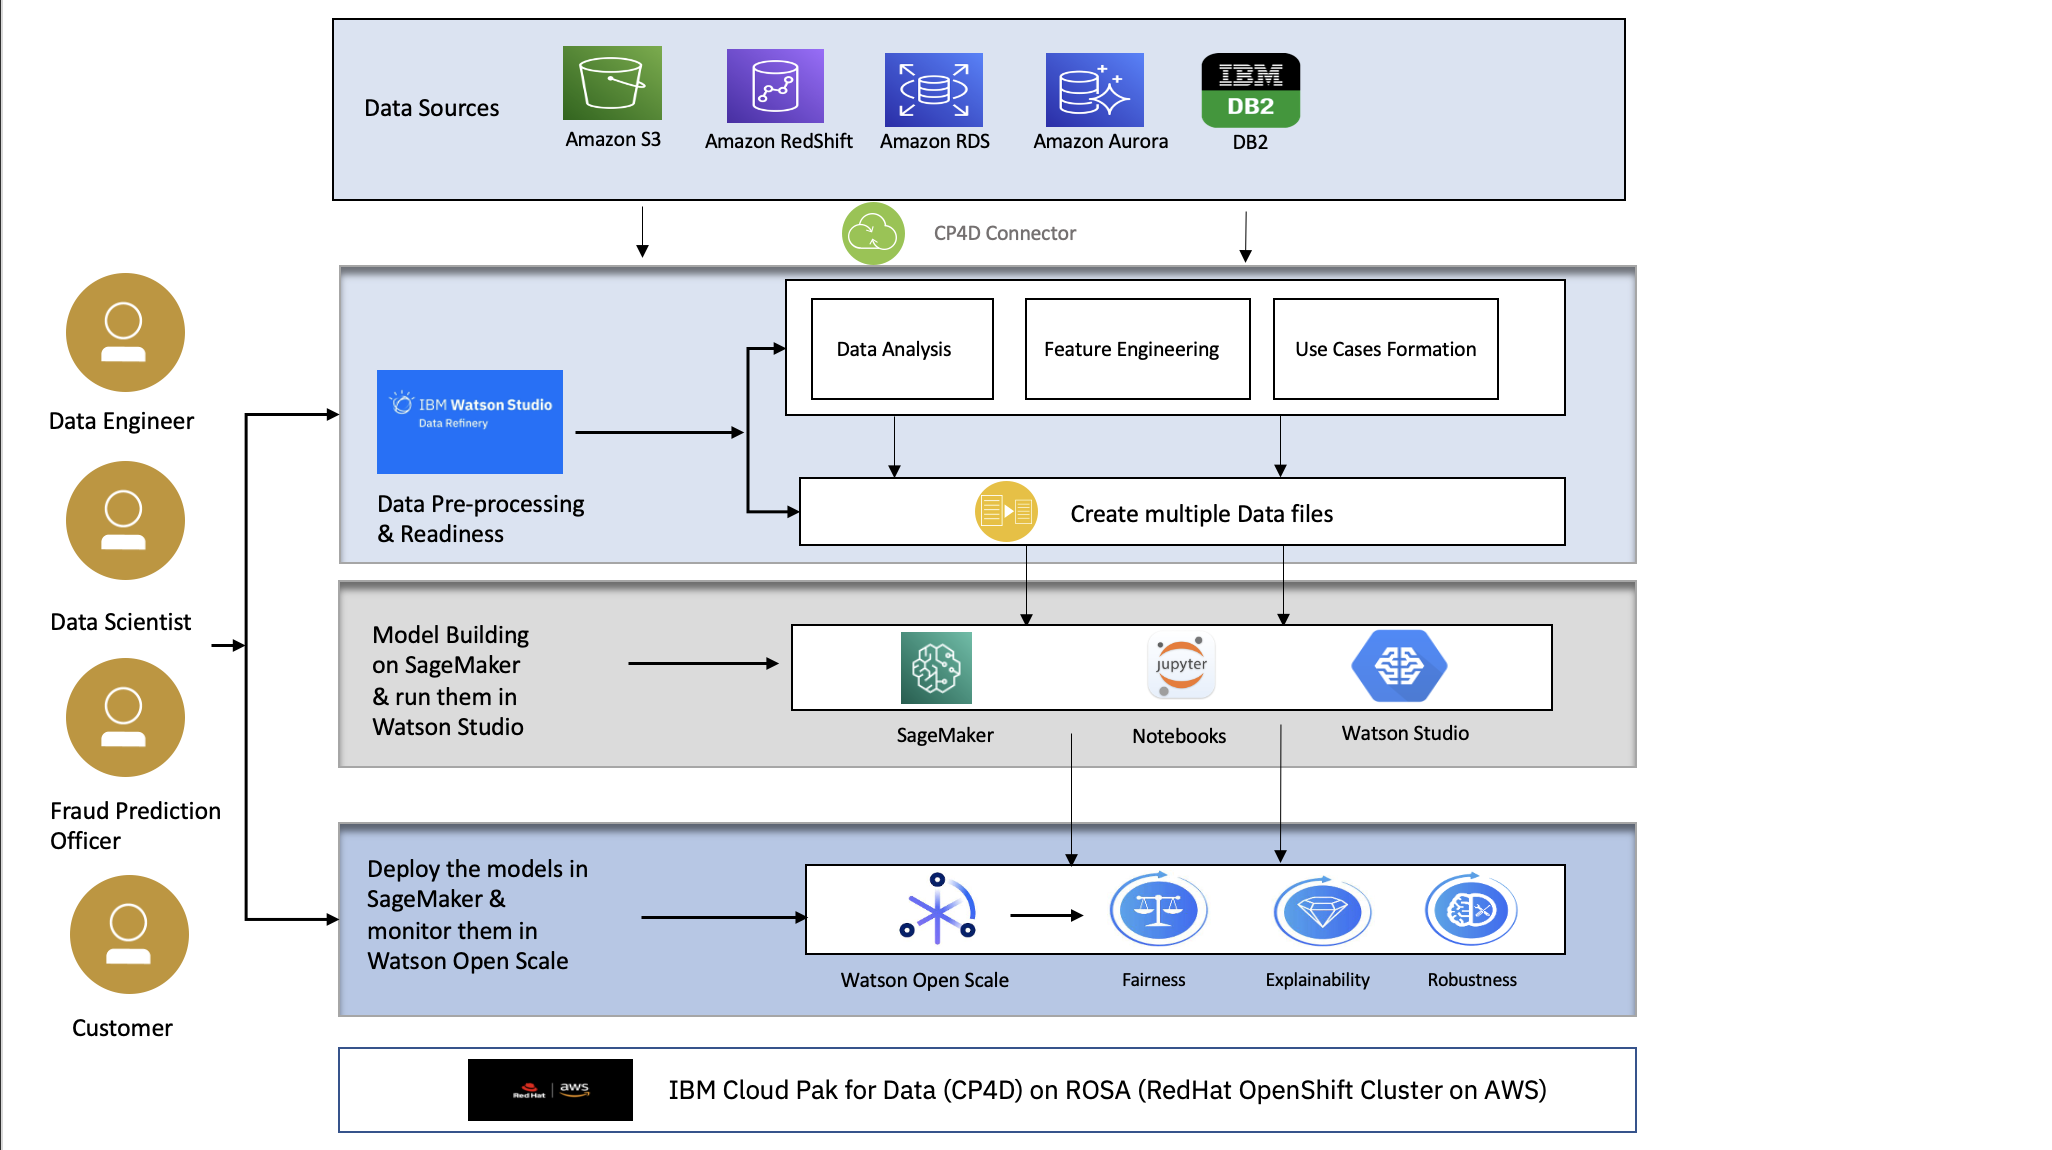 Data Sources
IBM
DB2
Amazon S3
Amazon RedShift
Amazon RDS
Amazon Aurora
DB2
CP4D Connector
Data Engineer
Data Scientist
Fraud Prediction
Officer
Customer
IBM Watson Studio
Data Refinery
Data Pre-processing
& Readiness
Data Analysis
Feature Engineering
Use Cases Formation
Create multiple Data files
Model Building
on SageMaker
& run them in
Watson Studio
jupyter
SageMaker
Notebooks
Watson Studio
Deploy the models in
SageMaker &
monitor them in
Watson Open Scale
Watson Open Scale
Fairness
Explainability
Robustness
Red Hat
aws
IBM Cloud Pak for Data (CP4D) on ROSA (RedHat OpenShift Cluster on AWS)